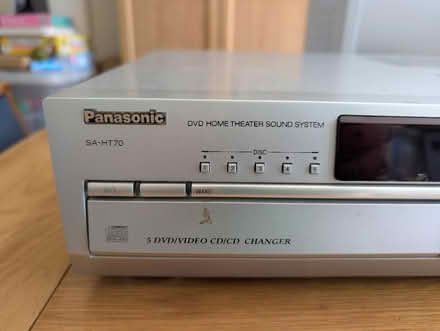 Panasonic
DVD HOME THEATER SOUND SYSTEM
SA-HT70
DISC
1 2 3 4 5
5 DVD/VIDEO CD/CD CHANGER